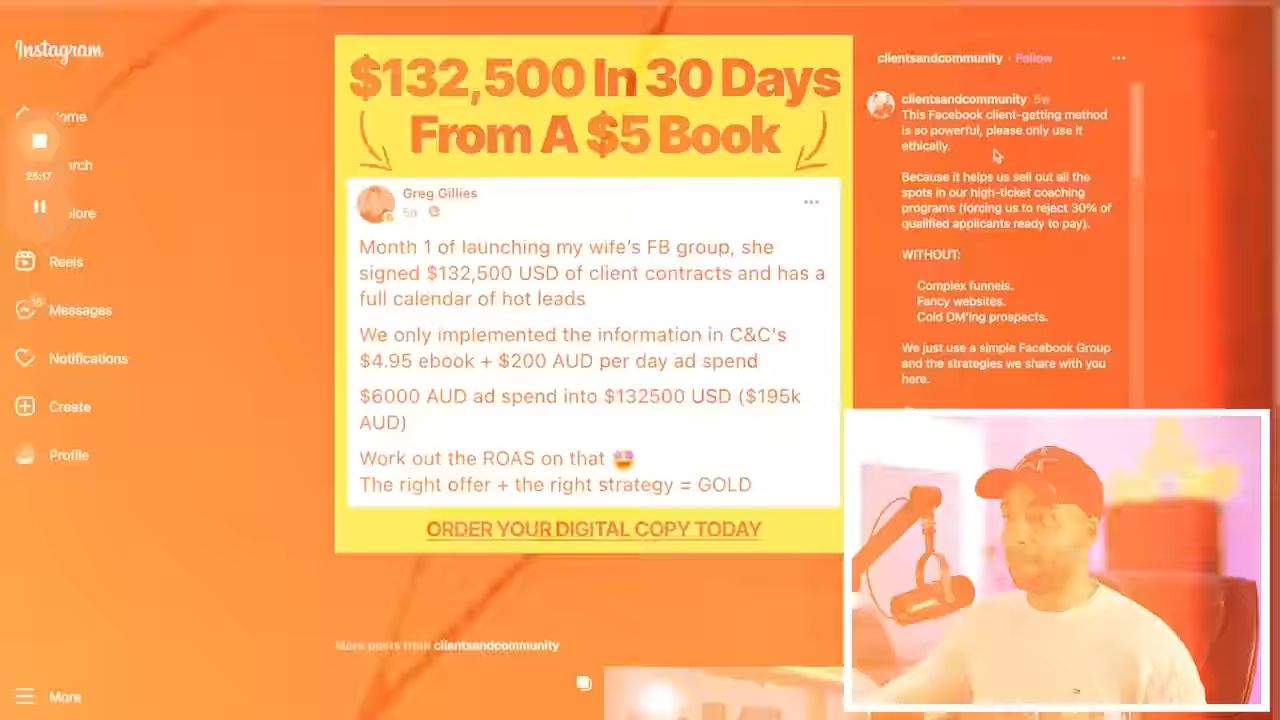 Instagram
ome
rch
25:17
lore
Reels
16
Messages
Notifications
Create
Profile
More
$132,500 In 30 Days
From A $5 Book
Greg Gillies
Month 1 of launching my wife's FB group, she
signed $132,500 USD of client contracts and has a
full calendar of hot leads
We only implemented the information in C&C's
$4.95 ebook + $200 AUD per day ad spend
$6000 AUD ad spend into $132500 USD ($195k
AUD)
Work out the ROAS on that 🤩
The right offer + the right strategy = GOLD
ORDER YOUR DIGITAL COPY TODAY
More posts from clientsandcommunity
clientsandcommunity · Follow
clientsandcommunity 5w
This Facebook client-getting method
is so powerful, please only use it
ethically.
Because it helps us sell out all the
spots in our high-ticket coaching
programs (forcing us to reject 30% of
qualified applicants ready to pay).
WITHOUT:
Complex funnels.
Fancy websites.
Cold DM'ing prospects.
We just use a simple Facebook Group
and the strategies we share with you
here.